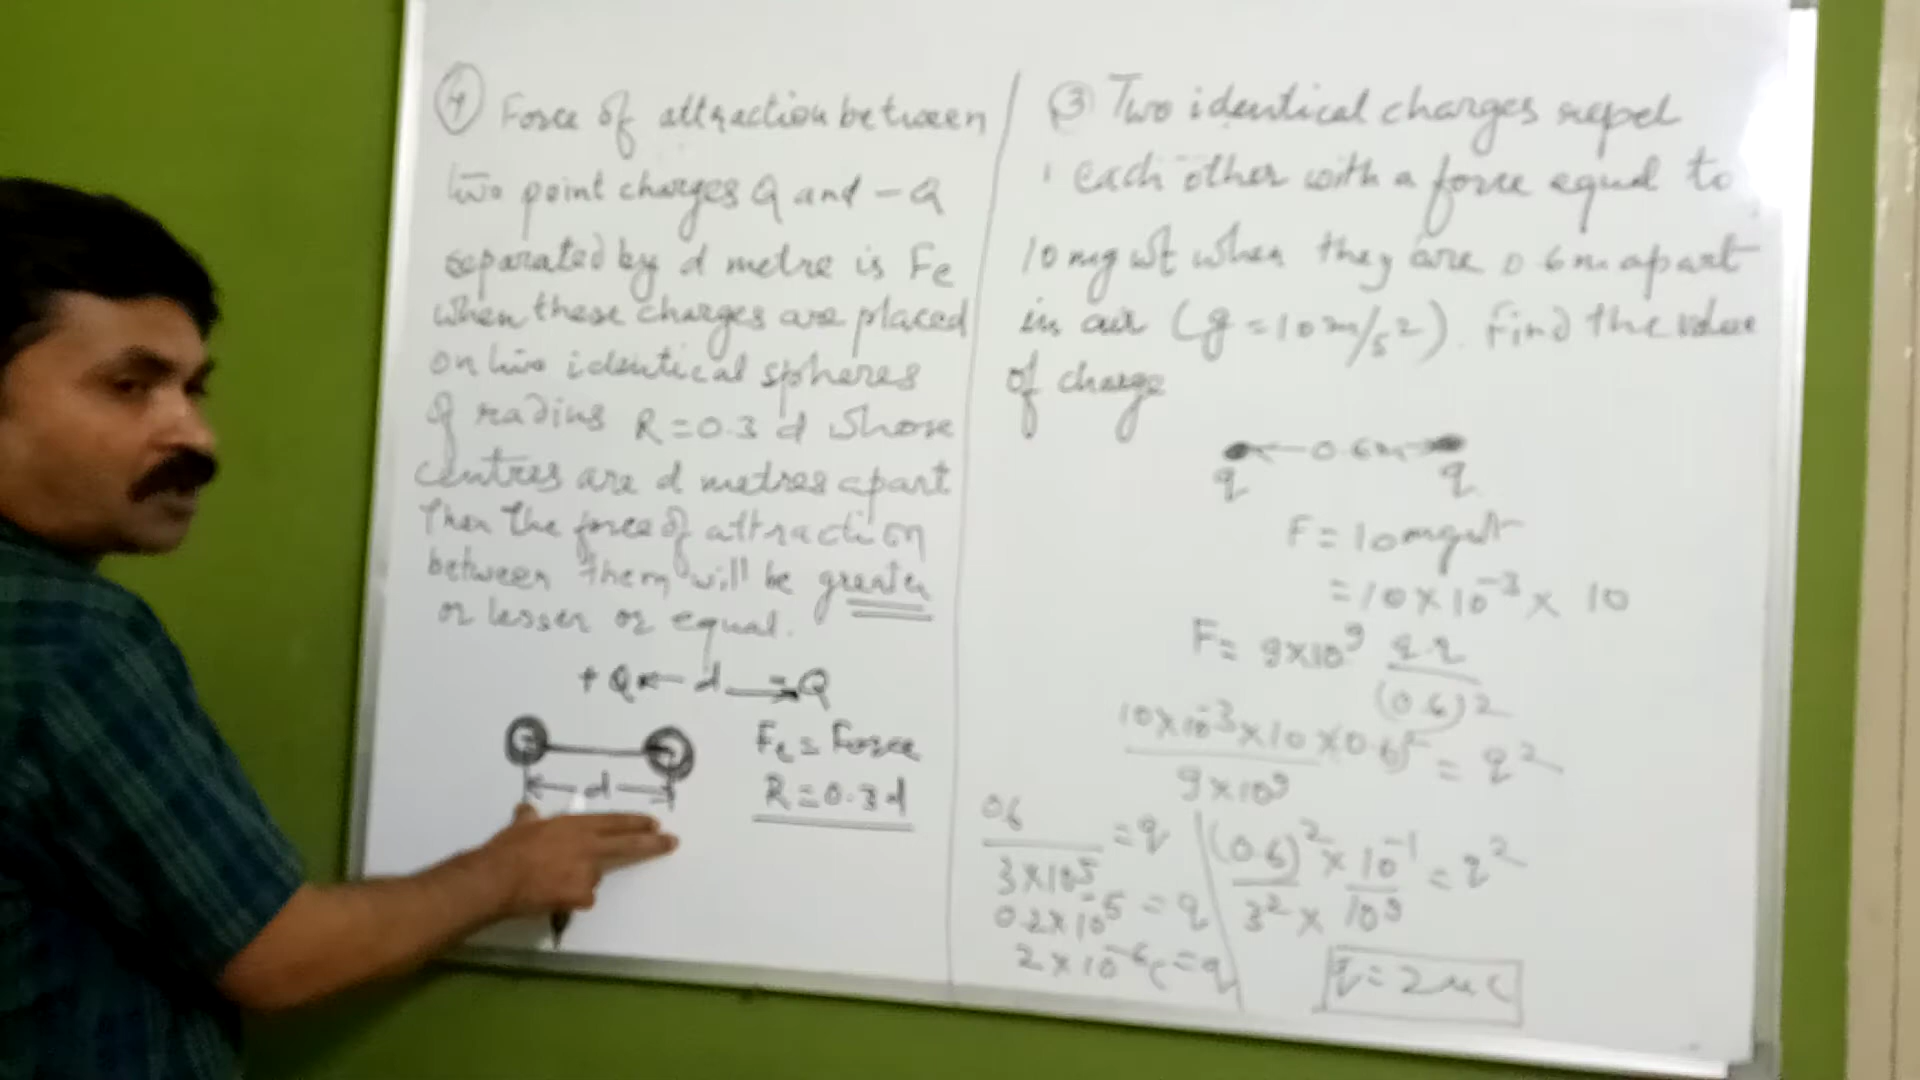 ④ Force of attraction between
two point charges Q and -Q
separated by d metre is Fe
when these charges are placed
on two identical spheres
of radius R=0.3 d whose
centres are d metres apart
then the force of attraction
between them will be greater
or lesser or equal.
+Q ← d → -Q
Fe = Force
← d →
R=0.3d
③ Two identical charges repel
each other with a force equal to
10 mg wt when they are 0.6m apart
in air (g=10m/s²). Find the value
of charge
←0.6m→
q q
F = 10mgwt
= 10×10⁻³× 10
F= 9×10⁹ q.q/(0.6)²
10×10⁻³×10×0.6²/9×10⁹ = q²
(0.6)²/3² × 10⁻¹/10⁹ = q²
0.6/3×10⁵ = q
0.2×10⁻⁵ = q
2×10⁻⁶C = q
q=2μC